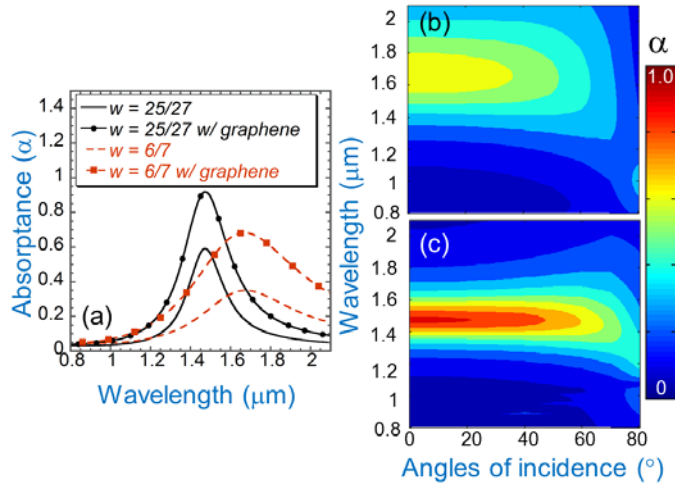 (a)
Absorptance (α)
1.4
1.2
1
0.8
0.6
0.4
0.2
0
w = 25/27
w = 25/27 w/ graphene
w = 6/7
w = 6/7 w/ graphene
0.8 1 1.2 1.4 1.6 1.8 2
Wavelength (μm)
(b)
2
1.8
1.6
1.4
1.2
1
0.8
Wavelength (μm)
(c)
2
1.8
1.6
1.4
1.2
1
0.8
0 20 40 60 80
Angles of incidence (°)
α
1.0
0